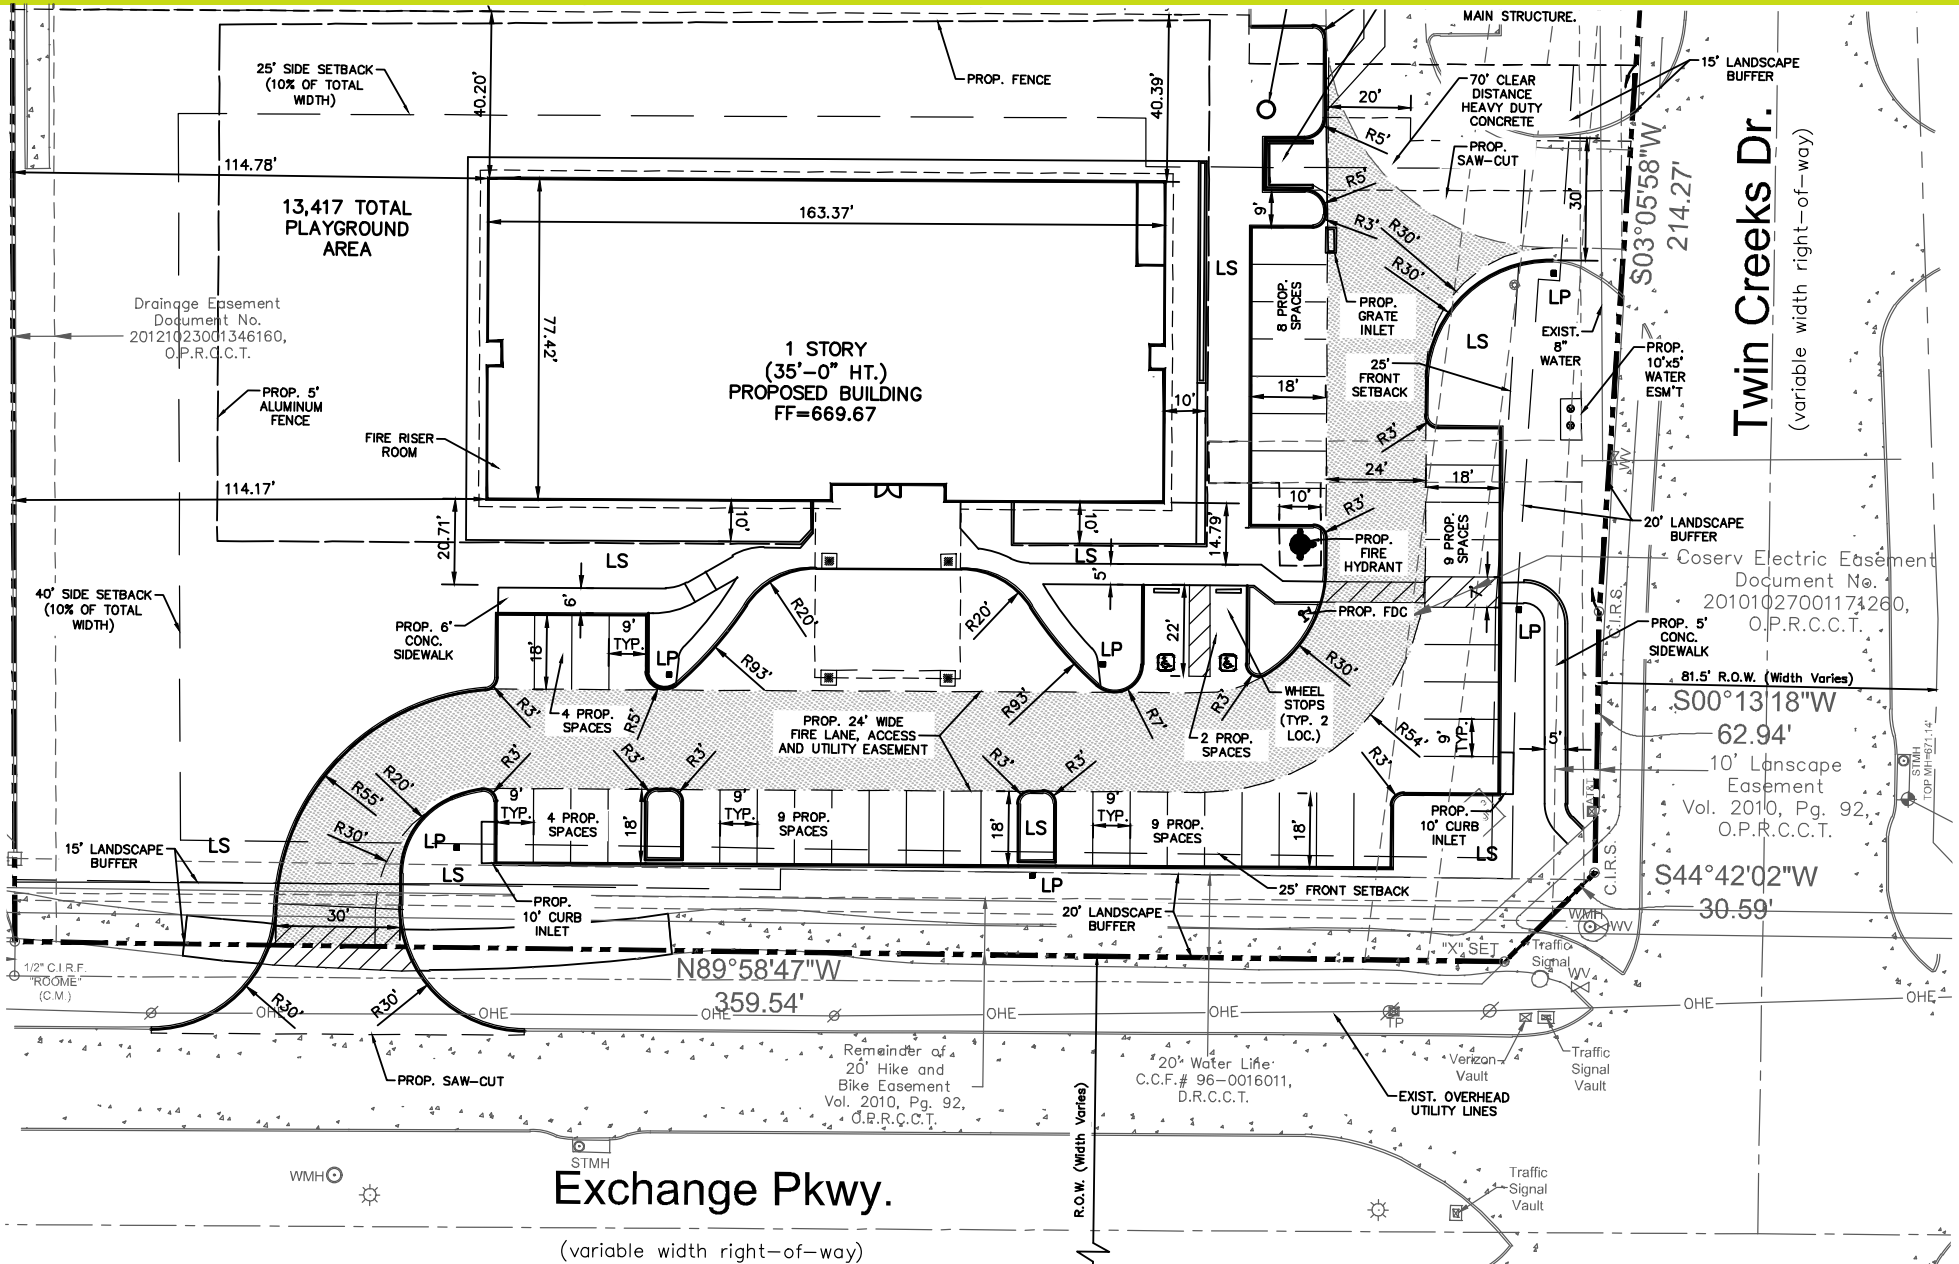 MAIN STRUCTURE.
25' SIDE SETBACK
(10% OF TOTAL
WIDTH)
40.20'
PROP. FENCE
40.39'
20'
70' CLEAR
DISTANCE
HEAVY DUTY
CONCRETE
15' LANDSCAPE
BUFFER
R5'
PROP.
SAW-CUT
114.78'
13,417 TOTAL
PLAYGROUND
AREA
163.37'
R5'
9'
R3'
R30'
R30'
30'
S03°05'58"W
214.27'
Twin Creeks Dr.
(variable width right-of-way)
LS
8 PROP.
SPACES
PROP.
GRATE
INLET
LP
LS
EXIST.
8"
WATER
PROP.
10'x5'
WATER
ESM'T
Drainage Easement
Document No.
20121023001346160,
O.P.R.C.C.T.
77.42'
1 STORY
(35'-0" HT.)
PROPOSED BUILDING
FF=669.67
25'
FRONT
SETBACK
18'
10'
PROP. 5'
ALUMINUM
FENCE
FIRE RISER
ROOM
R3'
24'
18'
WV
114.17'
10'
R3'
20.71'
10'
10'
14.79'
PROP.
FIRE
HYDRANT
9 PROP.
SPACES
20' LANDSCAPE
BUFFER
LS
LS
5'
Coserv Electric Easement
Document No.
20101027001171260,
O.P.R.C.C.T.
40' SIDE SETBACK
(10% OF TOTAL
WIDTH)
6'
PROP. 6'
CONC.
SIDEWALK
18'
9'
TYP.
LP
R20'
R20'
LP
22'
PROP. FDC
7'
LP
C.I.R.S.
PROP. 5'
CONC.
SIDEWALK
R93'
R93'
R30'
81.5' R.O.W. (Width Varies)
R3'
4 PROP.
SPACES
R5'
PROP. 24' WIDE
FIRE LANE, ACCESS
AND UTILITY EASEMENT
R7'
R3'
2 PROP.
SPACES
WHEEL
STOPS
(TYP. 2
LOC.)
R54'
9'
TYP.
5'
S00°13'18"W
62.94'
10' Lanscape
Easement
Vol. 2010, Pg. 92,
O.P.R.C.C.T.
STMH
TOP MH=671.14'
R3'
R3'
R3'
R3'
R3'
R3'
R20'
R55'
R30'
AT&T
9'
TYP.
4 PROP.
SPACES
18'
9'
TYP.
9 PROP.
SPACES
18'
LS
9'
TYP.
9 PROP.
SPACES
18'
PROP.
10' CURB
INLET
LS
C.I.R.S.
LP
LS
LS
15' LANDSCAPE
BUFFER
S44°42'02"W
30.59'
LP
25' FRONT SETBACK
PROP.
10' CURB
INLET
30'
20' LANDSCAPE
BUFFER
WMH
WV
"X" SET
Traffic
Signal
WV
1/2" C.I.R.F.
"ROOME"
(C.M.)
N89°58'47"W
359.54'
R30'
R30'
OHE
OHE
OHE
OHE
OHE
OHE
OHE
TP
Verizon
Vault
Traffic
Signal
Vault
PROP. SAW-CUT
Remainder of
20' Hike and
Bike Easement
Vol. 2010, Pg. 92,
O.P.R.C.C.T.
20' Water Line
C.C.F.# 96-0016011,
D.R.C.C.T.
EXIST. OVERHEAD
UTILITY LINES
R.O.W. (Width Varies)
WMH
STMH
Exchange Pkwy.
(variable width right-of-way)
Traffic
Signal
Vault